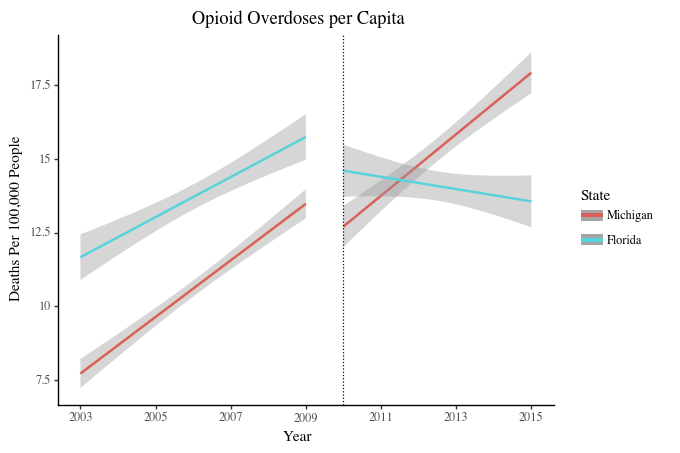 Opioid Overdoses per Capita
Deaths Per 100,000 People
17.5
15
12.5
10
7.5
2003 2005 2007 2009 2011 2013 2015
Year
State
Michigan
Florida